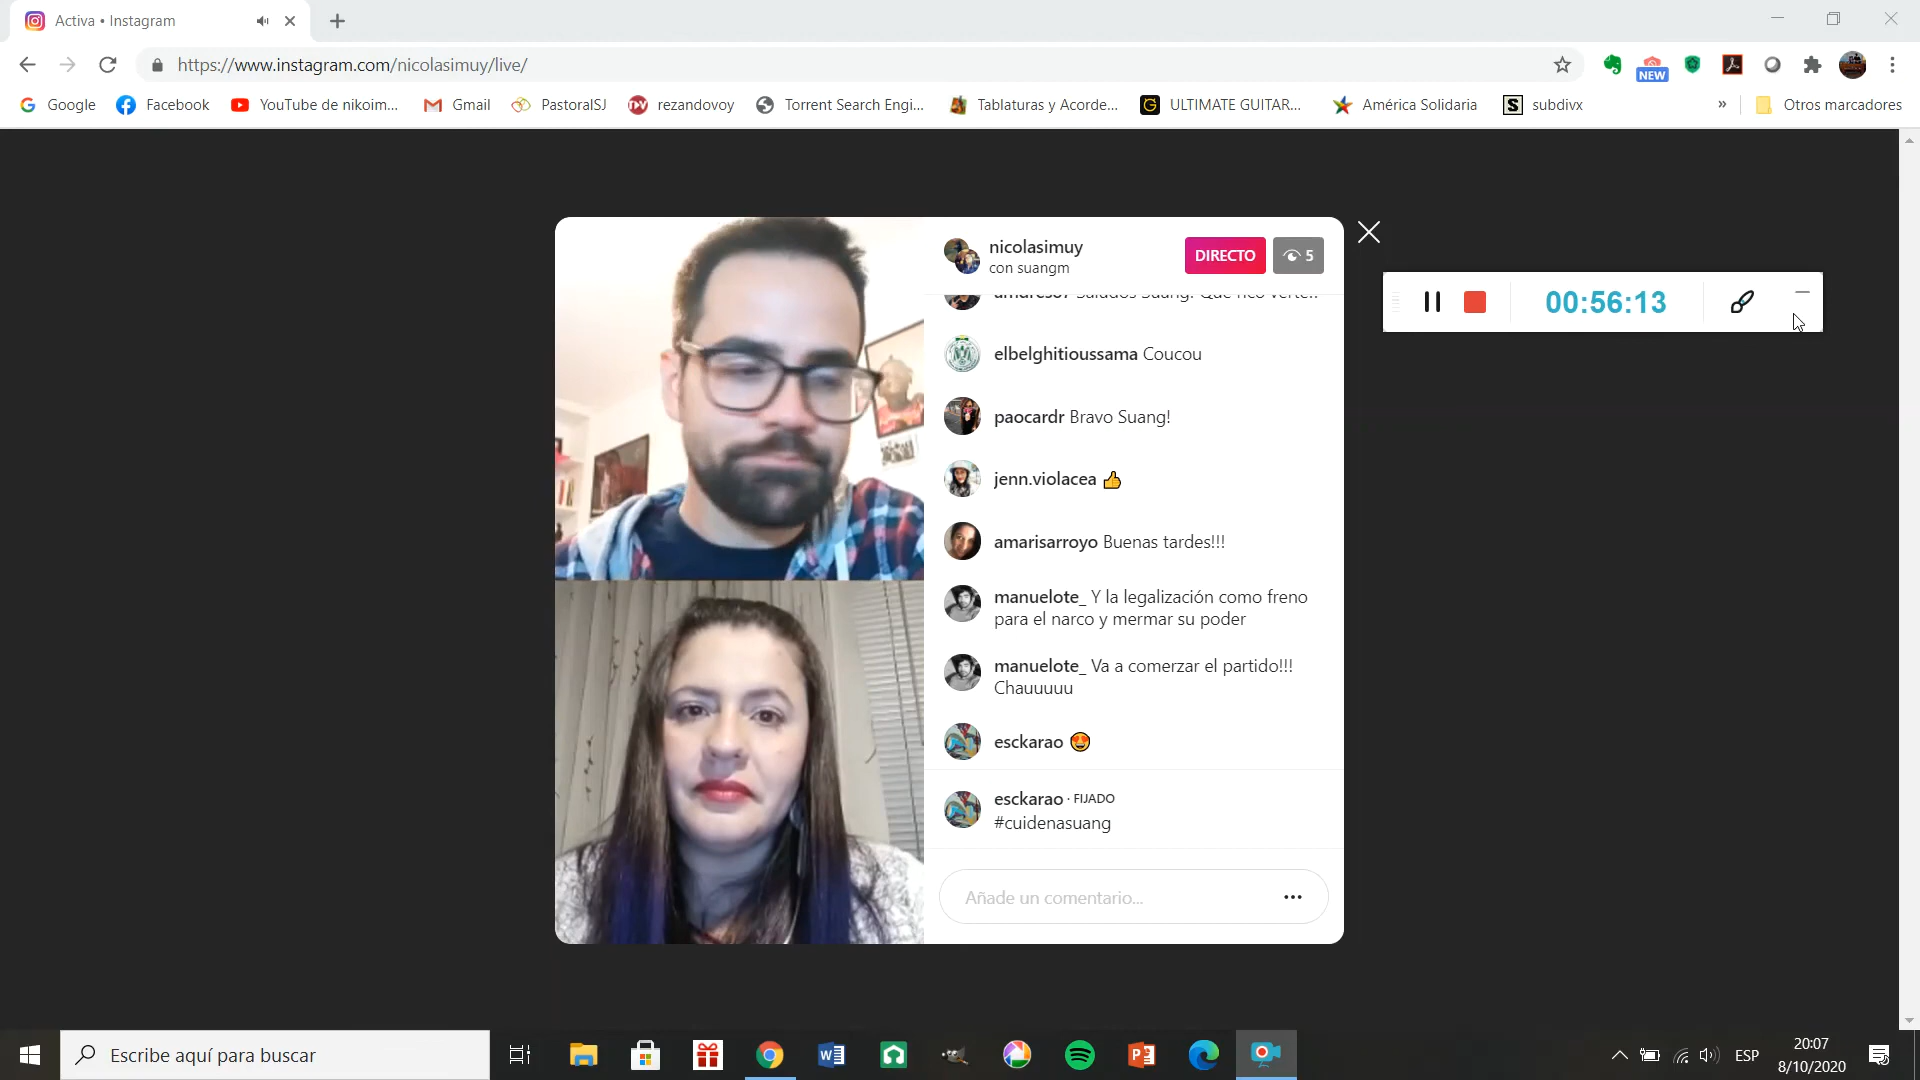 Activa • Instagram
https://www.instagram.com/nicolasimuy/live/
NEW
Google
Facebook
YouTube de nikoim...
Gmail
PastoralSJ
rezandovoy
Torrent Search Engi...
Tablaturas y Acorde...
ULTIMATE GUITAR...
América Solidaria
subdivx
»
Otros marcadores
nicolasimuy
con suangm
DIRECTO
5
00:56:13
elbelghitioussama Coucou
paocardr Bravo Suang!
jenn.violacea 👍
amarisarroyo Buenas tardes!!!
manuelote_ Y la legalización como freno
para el narco y mermar su poder
manuelote_ Va a comerzar el partido!!!
Chauuuuu
esckarao 😍
esckarao · FIJADO
#cuidenasuang
Añade un comentario...
Escribe aquí para buscar
ESP
20:07
8/10/2020